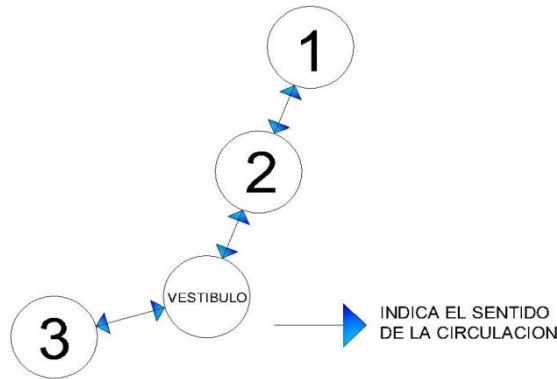 1
2
VESTIBULO
3
INDICA EL SENTIDO
DE LA CIRCULACION